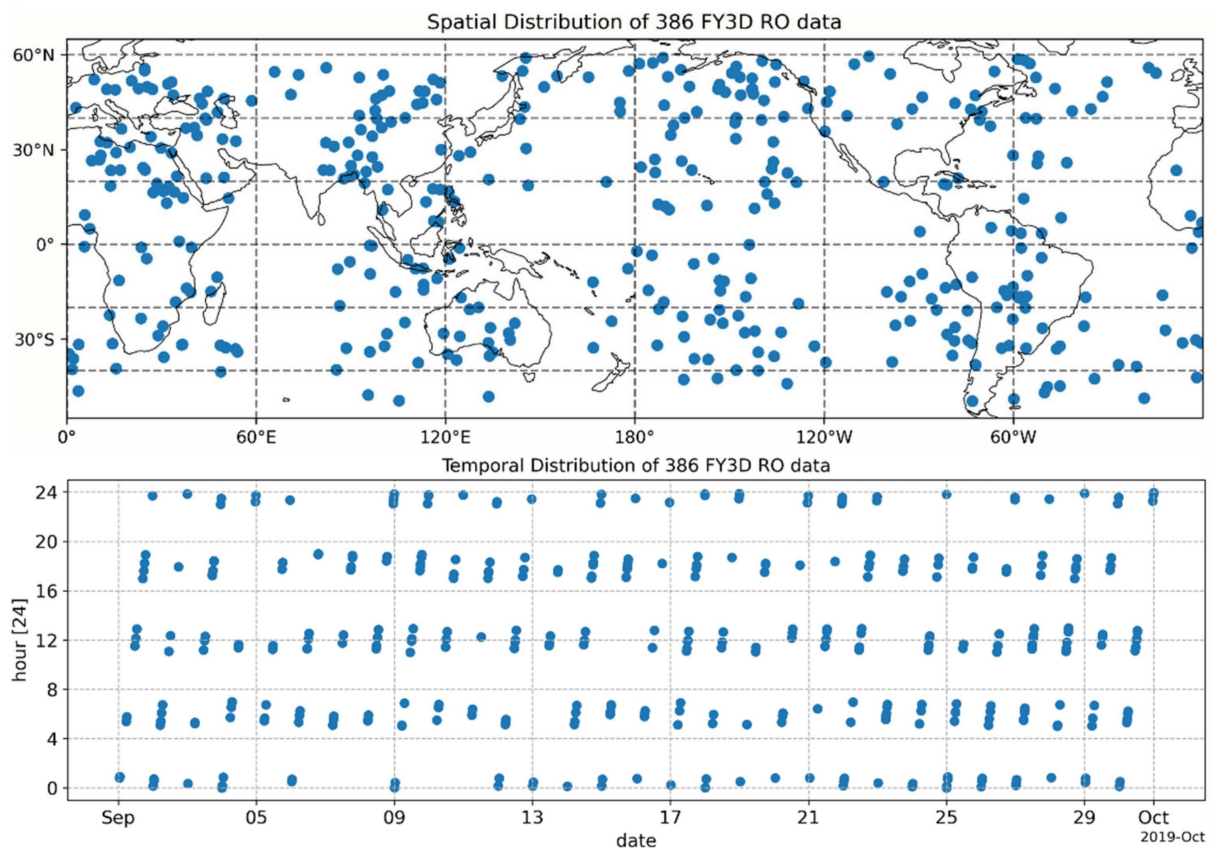 Spatial Distribution of 386 FY3D RO data
60°N
30°N
0°
30°S
0° 60°E 120°E 180° 120°W 60°W
Temporal Distribution of 386 FY3D RO data
24
20
16
12
8
4
0
hour [24]
Sep 05 09 13 17 21 25 29 Oct
date
2019-Oct